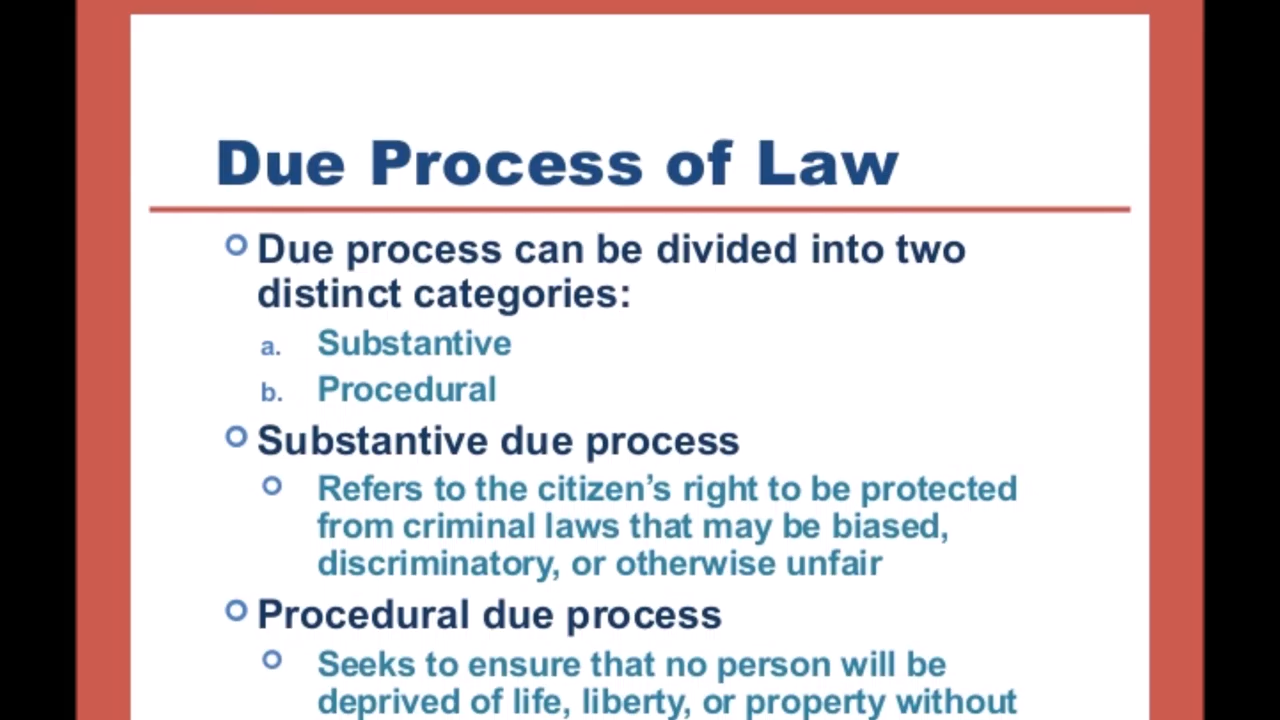 Due Process of Law
Due process can be divided into two
distinct categories:
a. Substantive
b. Procedural
Substantive due process
Refers to the citizen’s right to be protected
from criminal laws that may be biased,
discriminatory, or otherwise unfair
Procedural due process
Seeks to ensure that no person will be
deprived of life, liberty, or property without